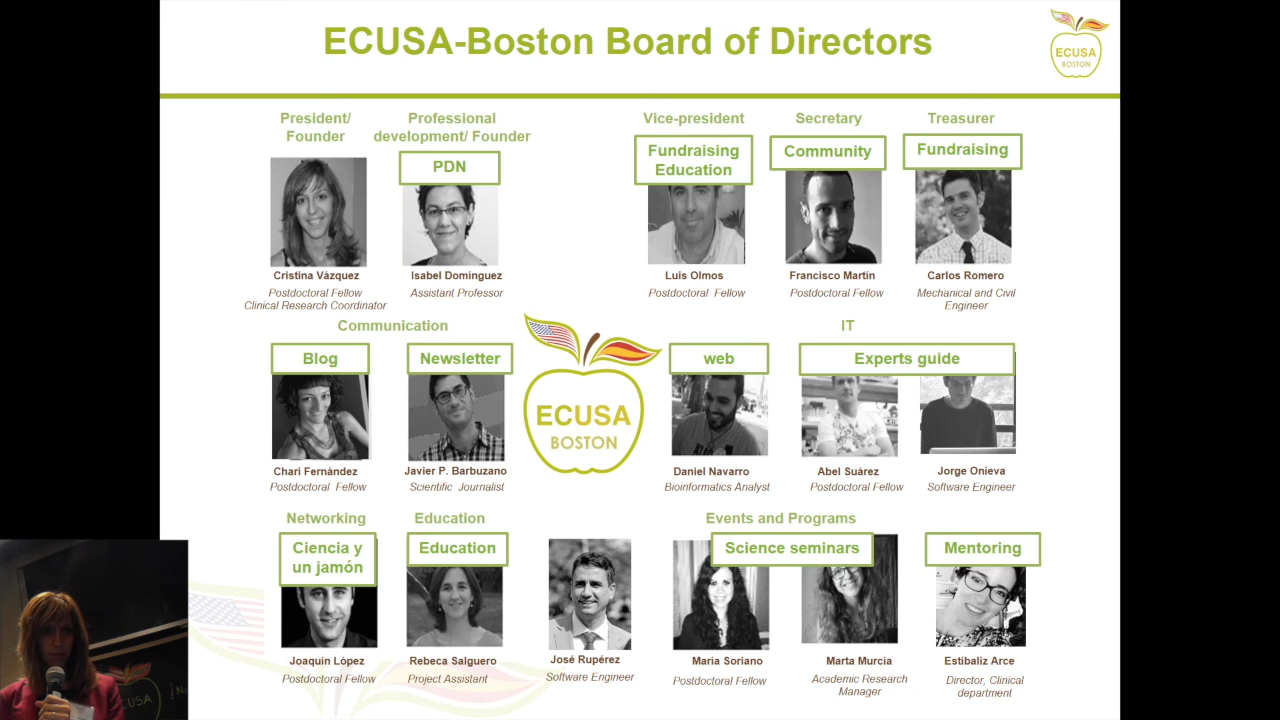 ECUSA-Boston Board of Directors
ECUSA
BOSTON
President/
Founder
Professional
development/ Founder
Vice-president
Secretary
Treasurer
PDN
Fundraising
Education
Community
Fundraising
Cristina Vázquez
Postdoctoral Fellow
Clinical Research Coordinator
Isabel Domínguez
Assistant Professor
Luis Olmos
Postdoctoral Fellow
Francisco Martín
Postdoctoral Fellow
Carlos Romero
Mechanical and Civil
Engineer
Communication
IT
Blog
Newsletter
web
Experts guide
ECUSA
BOSTON
Chari Fernández
Postdoctoral Fellow
Javier P. Barbuzano
Scientific Journalist
Daniel Navarro
Bioinformatics Analyst
Abel Suárez
Postdoctoral Fellow
Jorge Onieva
Software Engineer
Networking
Education
Events and Programs
Ciencia y
un jamón
Education
Science seminars
Mentoring
Joaquín López
Postdoctoral Fellow
Rebeca Salguero
Project Assistant
José Rupérez
Software Engineer
María Soriano
Postdoctoral Fellow
Marta Murcia
Academic Research
Manager
Estibaliz Arce
Director, Clinical
department
CUSA